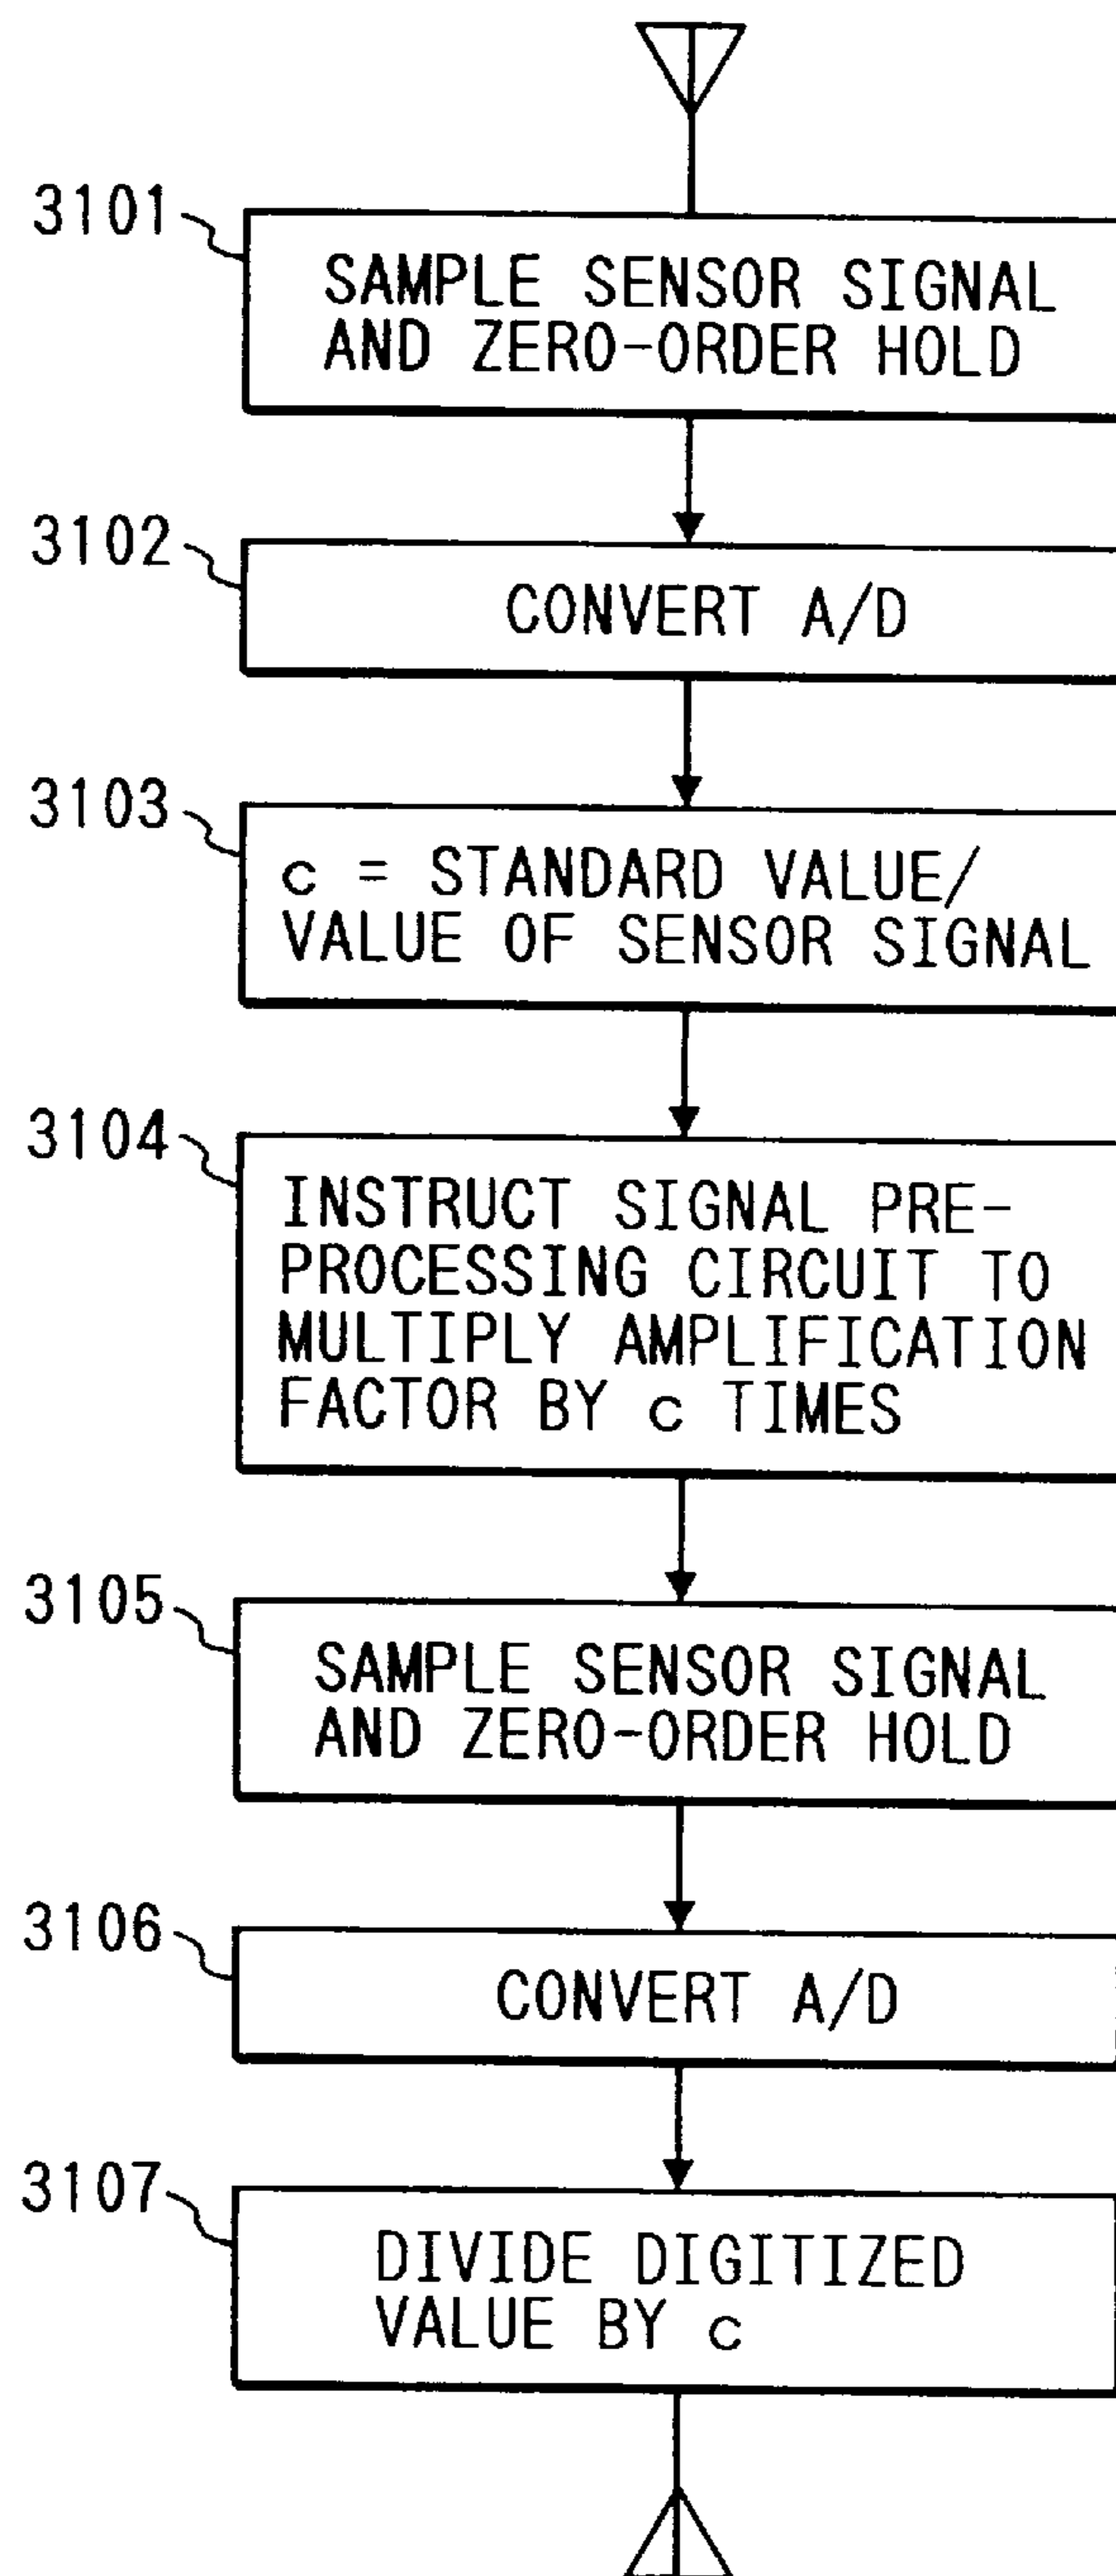 3101
SAMPLE SENSOR SIGNAL
AND ZERO-ORDER HOLD
3102
CONVERT A/D
3103
c = STANDARD VALUE/
VALUE OF SENSOR SIGNAL
3104
INSTRUCT SIGNAL PRE-
PROCESSING CIRCUIT TO
MULTIPLY AMPLIFICATION
FACTOR BY c TIMES
3105
SAMPLE SENSOR SIGNAL
AND ZERO-ORDER HOLD
3106
CONVERT A/D
3107
DIVIDE DIGITIZED
VALUE BY c